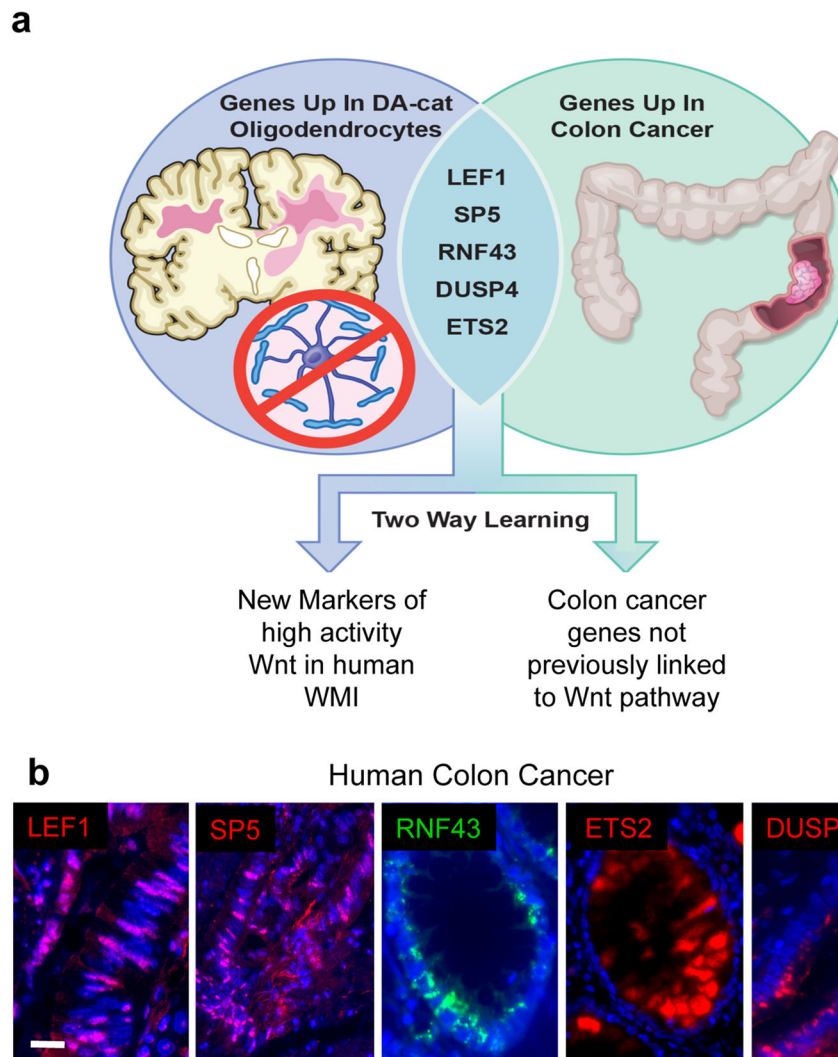 a
Genes Up In DA-cat
Oligodendrocytes
Genes Up In
Colon Cancer
LEF1
SP5
RNF43
DUSP4
ETS2
Two Way Learning
New Markers of
high activity
Wnt in human
WMI
Colon cancer
genes not
previously linked
to Wnt pathway
b
Human Colon Cancer
LEF1
SP5
RNF43
ETS2
DUSP